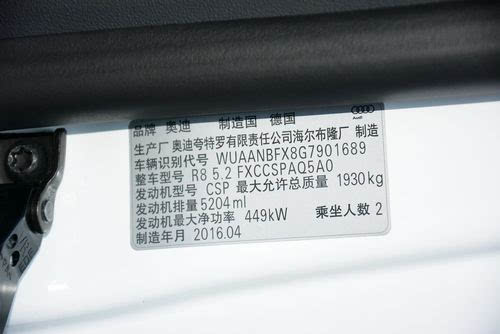 品牌 奥迪 制造国 德国
Audi
生产厂 奥迪夸特罗有限责任公司海尔布隆厂 制造
车辆识别代号 WUAANBFX8G7901689
整车型号 R8 5.2 FXCCSPAQ5A0
发动机型号 CSP 最大允许总质量 1930kg
发动机排量 5204ml
发动机最大净功率 449kW 乘坐人数 2
制造年月 2016.04